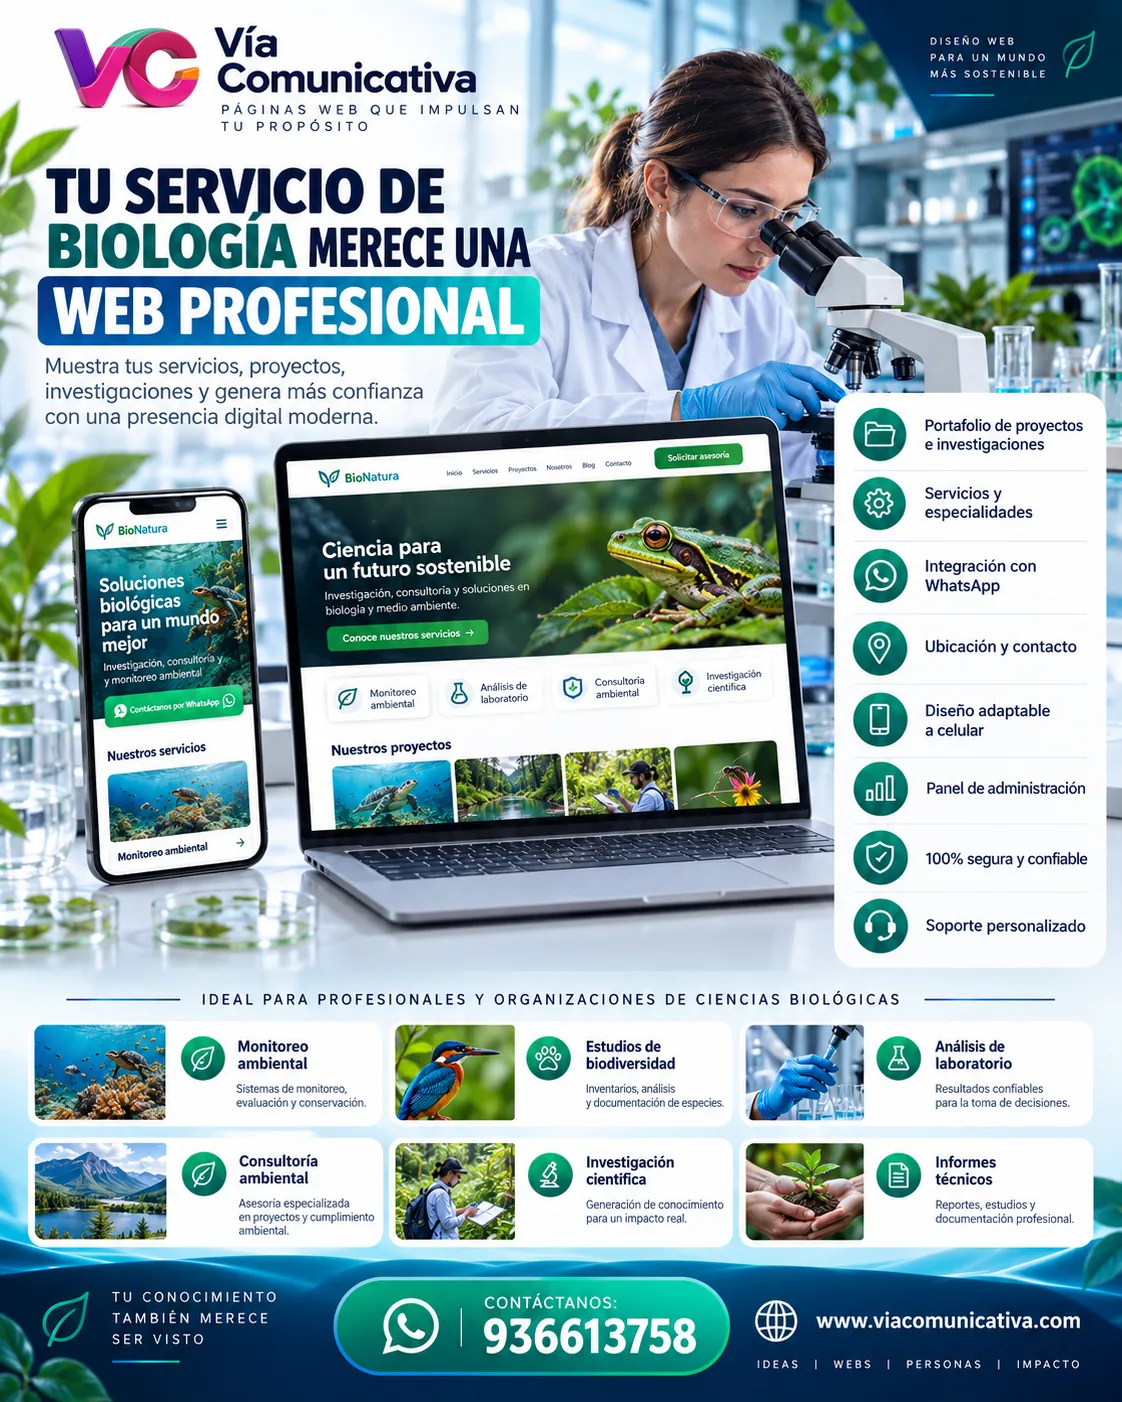 VC
Vía
Comunicativa
PÁGINAS WEB QUE IMPULSAN
TU PROPÓSITO
DISEÑO WEB
PARA UN MUNDO
MÁS SOSTENIBLE
TU SERVICIO DE
BIOLOGÍA MERECE UNA
WEB PROFESIONAL
Muestra tus servicios, proyectos,
investigaciones y genera más confianza
con una presencia digital moderna.
BioNatura
Soluciones
biológicas
para un mundo
mejor
Investigación, consultoría y
y monitoreo ambiental
Contáctanos por WhatsApp
Nuestros servicios
Monitoreo ambiental →
BioNatura
Inicio Servicios Proyectos Nosotros Blog Contacto
Solicitar asesoría
Ciencia para
un futuro sostenible
Investigación, consultoría y soluciones en
biología y medio ambiente.
Conoce nuestros servicios →
Monitoreo
ambiental
Análisis de
laboratorio
Consultoría
ambiental
Investigación
científica
Nuestros proyectos
Portafolio de proyectos
e investigaciones
Servicios y
especialidades
Integración con
WhatsApp
Ubicación y contacto
Diseño adaptable
a celular
Panel de administración
100% segura y confiable
Soporte personalizado
IDEAL PARA PROFESIONALES Y ORGANIZACIONES DE CIENCIAS BIOLÓGICAS
Monitoreo
ambiental
Sistemas de monitoreo,
evaluación y conservación.
Estudios de
biodiversidad
Inventarios, análisis
y documentación de especies.
Análisis de
laboratorio
Resultados confiables
para la toma de decisiones.
Consultoría
ambiental
Asesoría especializada
en proyectos y cumplimiento
ambiental.
Investigación
científica
Generación de conocimiento
para un impacto real.
Informes
técnicos
Reportes, estudios y
documentación profesional.
TU CONOCIMIENTO
TAMBIÉN MERECE
SER VISTO
CONTÁCTANOS:
936613758
www.viacomunicativa.com
IDEAS | WEBS | PERSONAS | IMPACTO